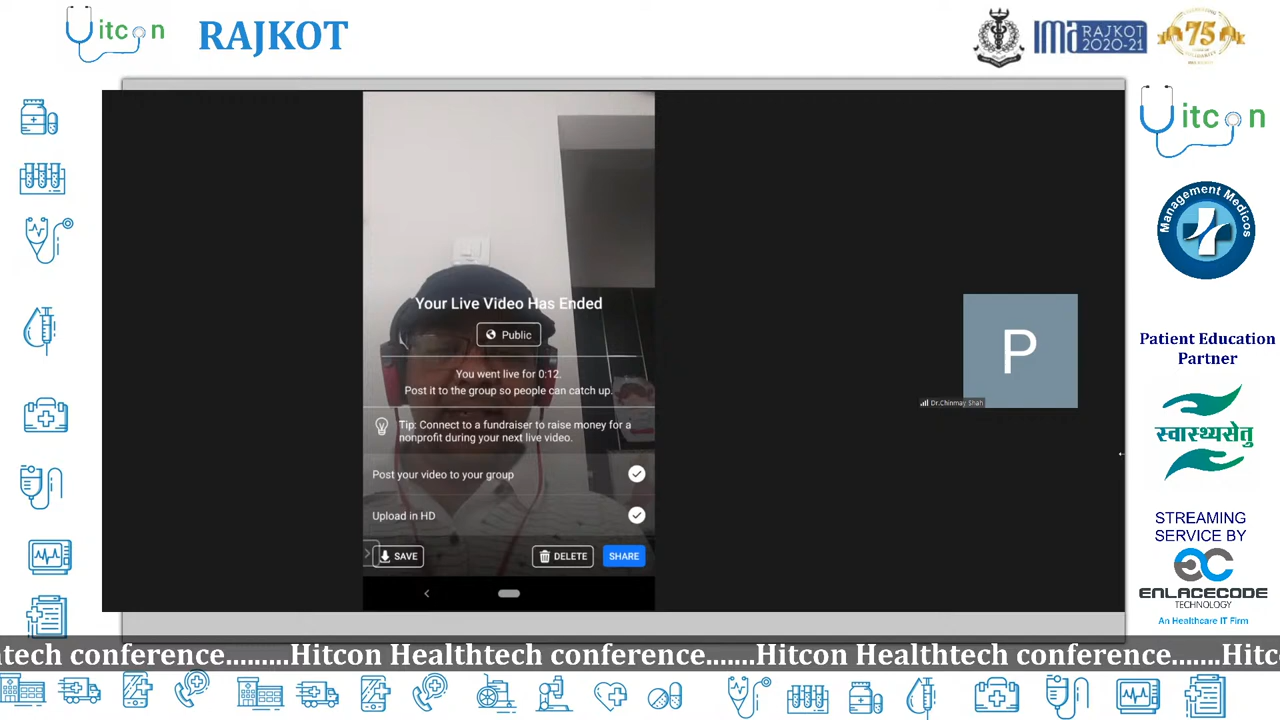 itcon
RAJKOT
ima RAJKOT
2020-21
75
Your Live Video Has Ended
Public
You went live for 0:12.
Post it to the group so people can catch up.
Tip: Connect to a fundraiser to raise money for a
nonprofit during your next live video.
Post your video to your group
Upload in HD
SAVE
DELETE
SHARE
P
Dr.Chinmay Shah
itcon
Management Medicos
Patient Education
Partner
स्वास्थ्यसेतु
STREAMING
SERVICE BY
ec
ENLACECODE
TECHNOLOGY
An Healthcare IT Firm
ntech conference.........Hitcon Healthtech conference.......Hitcon Healthtech conference.......Hitc